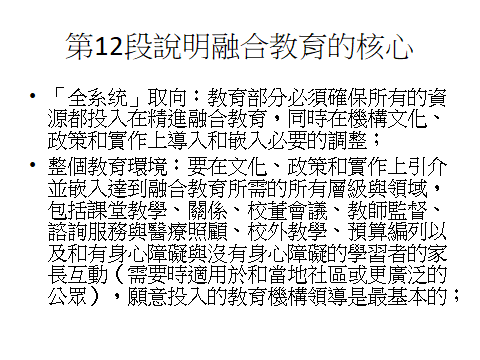 第12段說明融合教育的核心
• 「全系統」取向：教育部分必須確保所有的資
源都投入在精進融合教育，同時在機構文化、
政策和實作上導入和嵌入必要的調整；
• 整個教育環境：要在文化、政策和實作上引介
並嵌入達到融合教育所需的所有層級與領域，
包括課堂教學、關係、校董會議、教師監督、
諮詢服務與醫療照顧、校外教學、預算編列以
及和有身心障礙與沒有身心障礙的學習者的家
長互動（需要時適用於和當地社區或更廣泛的
公眾），願意投入的教育機構領導是最基本的；